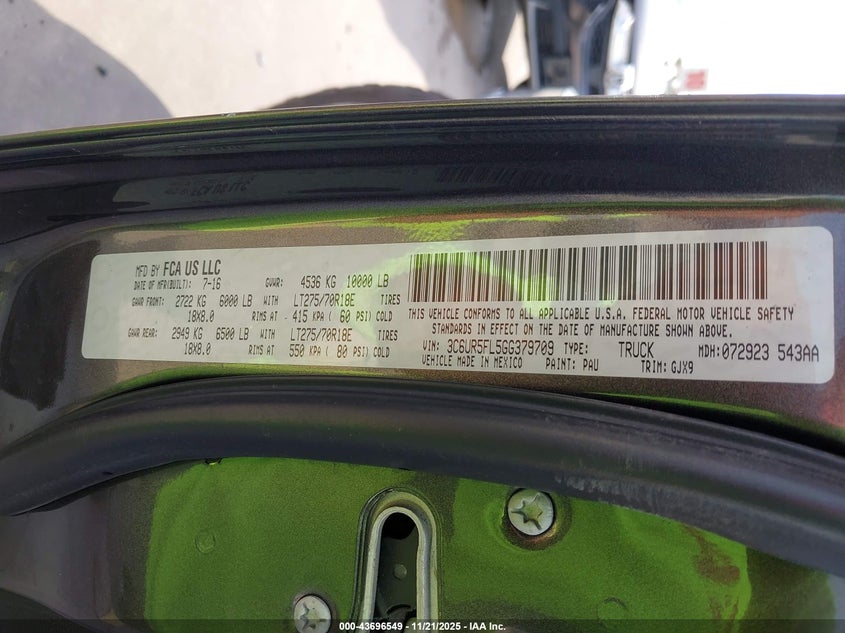 MFD BY FCA US LLC
DATE OF MFR(BUILT): 7-16 GVWR: 4536 KG 10000 LB
GAWR FRONT: 2722 KG 6000 LB WITH LT275/70R18E TIRES
18X8.0 RIMS AT 415 KPA ( 60 PSI) COLD
GAWR REAR: 2949 KG 6500 LB WITH LT275/70R18E TIRES
18X8.0 RIMS AT 550 KPA ( 80 PSI) COLD
THIS VEHICLE CONFORMS TO ALL APPLICABLE U.S.A. FEDERAL MOTOR VEHICLE SAFETY
STANDARDS IN EFFECT ON THE DATE OF MANUFACTURE SHOWN ABOVE.
VIN: 3C6UR5FL5GG379709 TYPE: TRUCK MDH: 072923 543AA
VEHICLE MADE IN MEXICO PAINT: PAU TRIM: GJX9
000-43696549 - 11/21/2025 - IAA Inc.